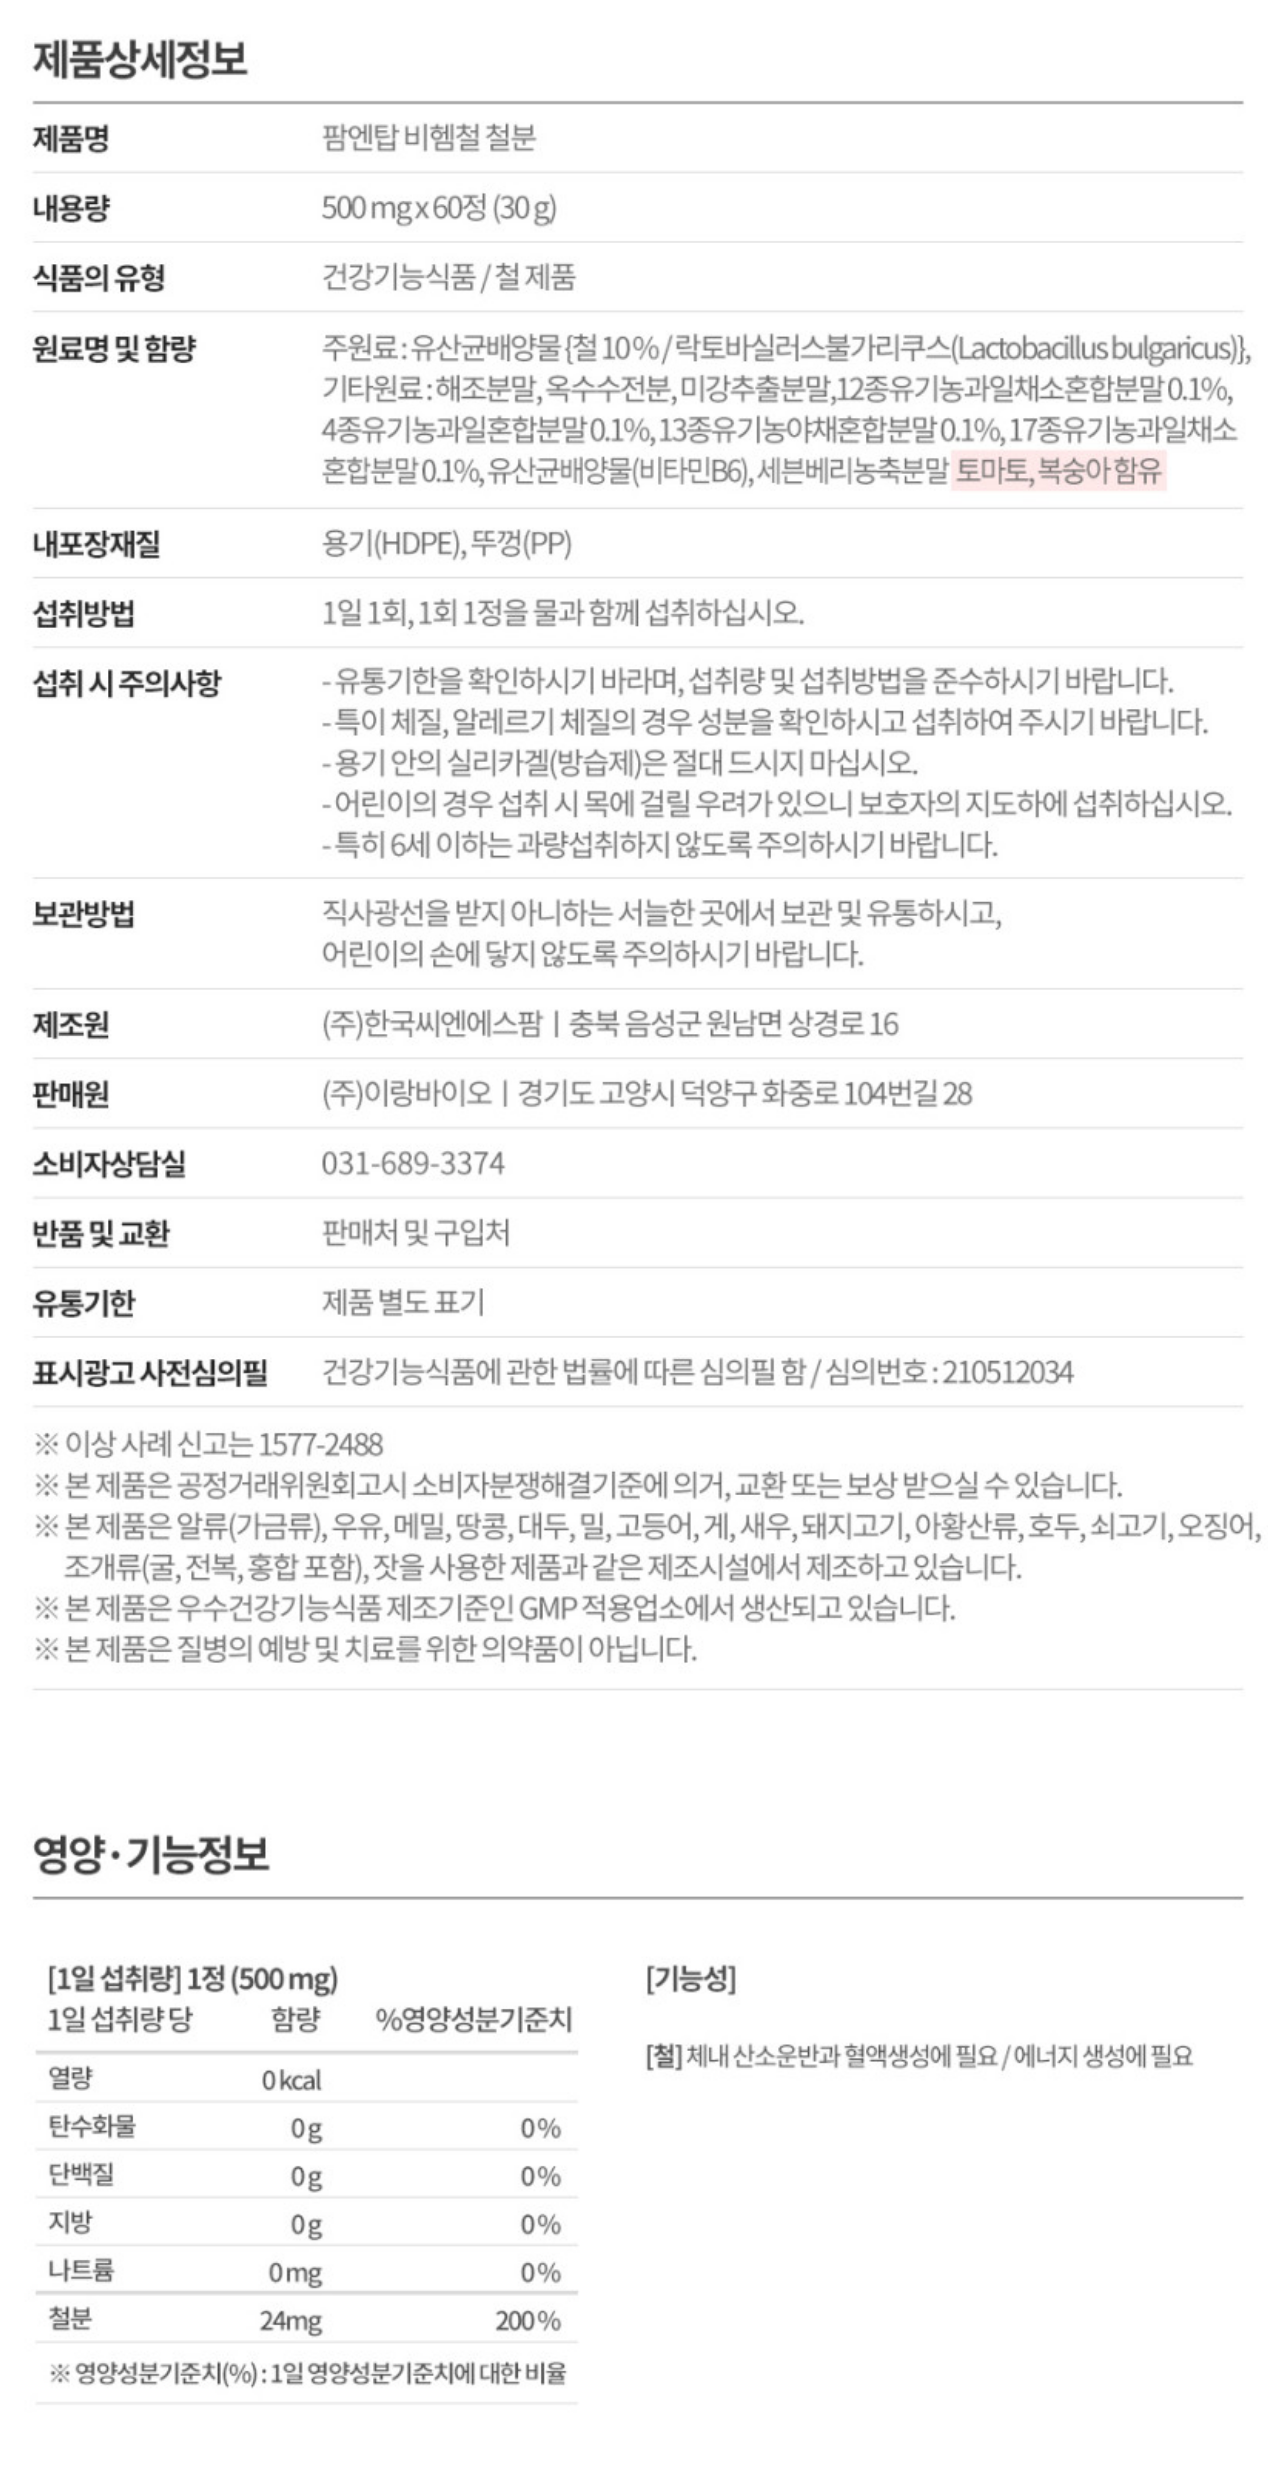 제품상세정보
제품명 팜엔탑 비헴철 철분
내용량 500 mg x 60정 (30 g)
식품의 유형 건강기능식품 / 철 제품
원료명 및 함량 주원료 : 유산균배양물 {철 10% / 락토바실러스불가리쿠스(Lactobacillus bulgaricus)},
기타원료 : 해조분말, 옥수수전분, 미강추출분말,12종유기농과일채소혼합분말 0.1%,
4종유기농과일혼합분말 0.1%, 13종유기농야채혼합분말 0.1%, 17종유기농과일채소
혼합분말 0.1%, 유산균배양물(비타민B6), 세븐베리농축분말 토마토, 복숭아 함유
내포장재질 용기(HDPE), 뚜껑(PP)
섭취방법 1일 1회, 1회 1정을 물과 함께 섭취하십시오.
섭취 시 주의사항 - 유통기한을 확인하시기 바라며, 섭취량 및 섭취방법을 준수하시기 바랍니다.
- 특이 체질, 알레르기 체질의 경우 성분을 확인하시고 섭취하여 주시기 바랍니다.
- 용기 안의 실리카겔(방습제)은 절대 드시지 마십시오.
- 어린이의 경우 섭취 시 목에 걸릴 우려가 있으니 보호자의 지도하에 섭취하십시오.
- 특히 6세 이하는 과량섭취하지 않도록 주의하시기 바랍니다.
보관방법 직사광선을 받지 아니하는 서늘한 곳에서 보관 및 유통하시고,
어린이의 손에 닿지 않도록 주의하시기 바랍니다.
제조원 (주)한국씨엔에스팜 | 충북 음성군 원남면 상경로 16
판매원 (주)이랑바이오 | 경기도 고양시 덕양구 화중로 104번길 28
소비자상담실 031-689-3374
반품 및 교환 판매처 및 구입처
유통기한 제품 별도 표기
표시광고 사전심의필 건강기능식품에 관한 법률에 따른 심의필 함 / 심의번호 : 210512034
※ 이상 사례 신고는 1577-2488
※ 본 제품은 공정거래위원회고시 소비자분쟁해결기준에 의거, 교환 또는 보상 받으실 수 있습니다.
※ 본 제품은 알류(가금류), 우유, 메밀, 땅콩, 대두, 밀, 고등어, 게, 새우, 돼지고기, 아황산류, 호두, 쇠고기, 오징어,
조개류(굴, 전복, 홍합 포함), 잣을 사용한 제품과 같은 제조시설에서 제조하고 있습니다.
※ 본 제품은 우수건강기능식품 제조기준인 GMP 적용업소에서 생산되고 있습니다.
※ 본 제품은 질병의 예방 및 치료를 위한 의약품이 아닙니다.
영양·기능정보
[1일 섭취량] 1정 (500 mg)
1일 섭취량 당 함량 %영양성분기준치
열량 0 kcal
탄수화물 0 g 0 %
단백질 0 g 0 %
지방 0 g 0 %
나트륨 0 mg 0 %
철분 24mg 200 %
※ 영양성분기준치(%) : 1일 영양성분기준치에 대한 비율
[기능성]
[철] 체내 산소운반과 혈액생성에 필요 / 에너지 생성에 필요